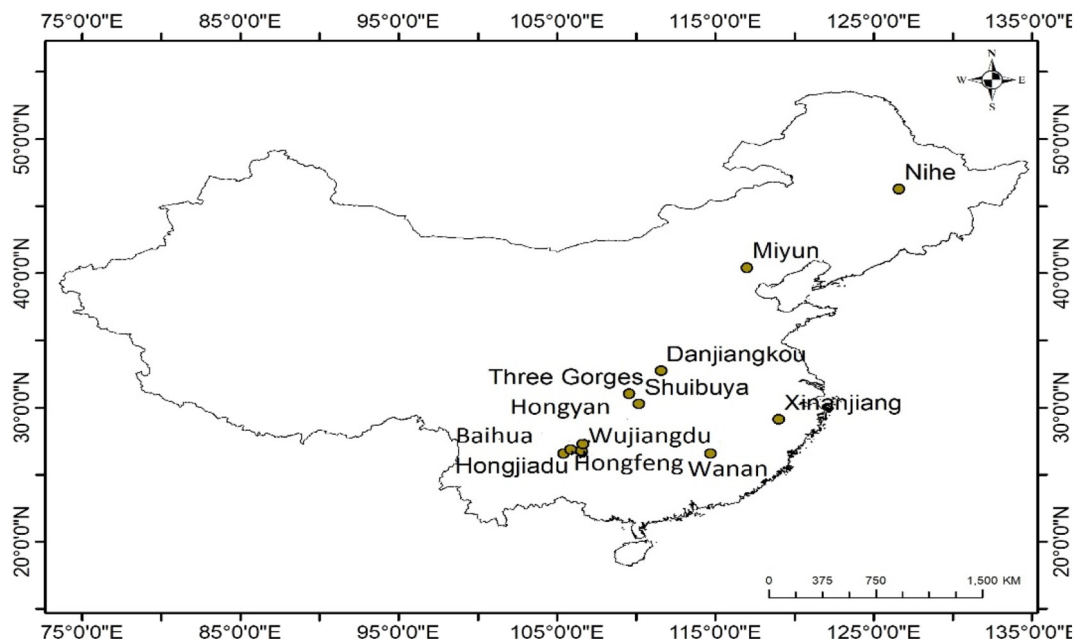 75°0'0"E 85°0'0"E 95°0'0"E 105°0'0"E 115°0'0"E 125°0'0"E 135°0'0"E
N
W E
S
50°0'0"N 50°0'0"N
Nihe
Miyun
40°0'0"N 40°0'0"N
Danjiangkou
Three Gorges
Shuibuya
30°0'0"N 30°0'0"N
Hongyan
Xinanjiang
Baihua
Wujiangdu
Hongjiadu
Hongfeng
Wanan
20°0'0"N 20°0'0"N
0 375 750 1,500 KM
75°0'0"E 85°0'0"E 95°0'0"E 105°0'0"E 115°0'0"E 125°0'0"E 135°0'0"E